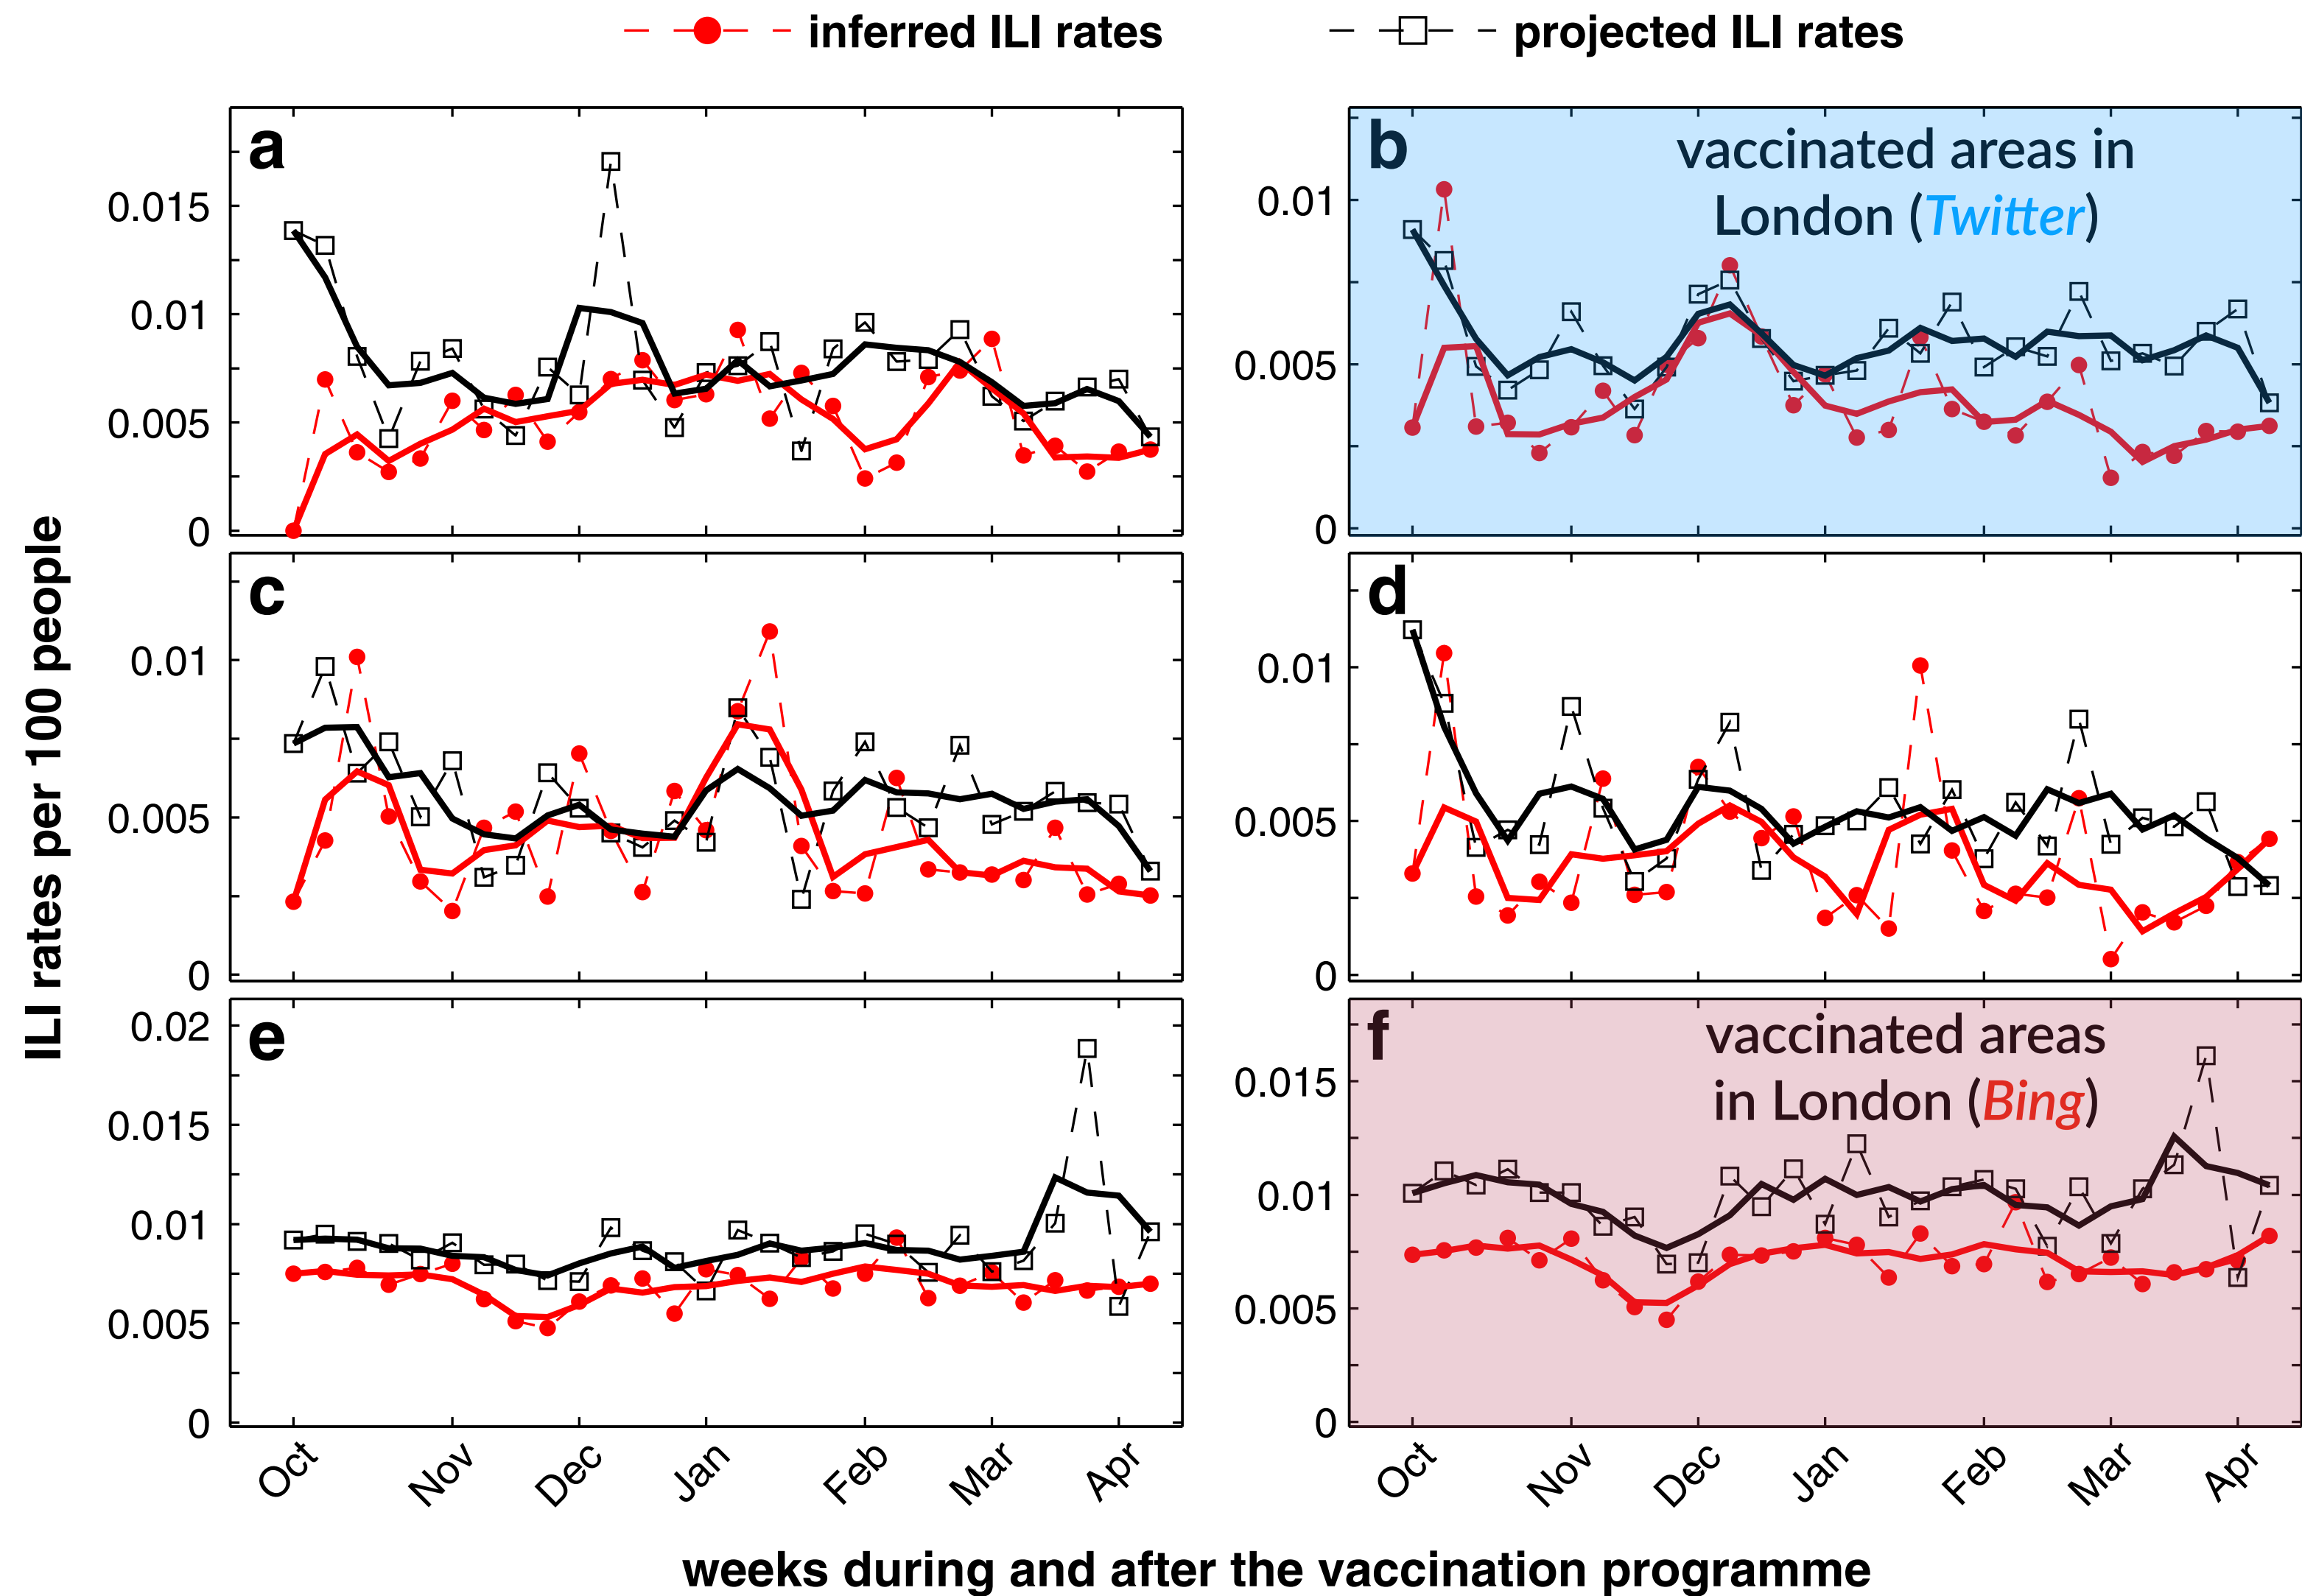 inferred ILI rates
projected ILI rates
ILI rates per 100 people
a
0.015
0.01
0.005
0
b
vaccinated areas in
London (Twitter)
0.01
0.005
0
c
0.01
0.005
0
d
0.01
0.005
0
e
0.02
0.015
0.01
0.005
0
f
vaccinated areas
in London (Bing)
0.015
0.01
0.005
0
Oct Nov Dec Jan Feb Mar Apr
Oct Nov Dec Jan Feb Mar Apr
weeks during and after the vaccination programme